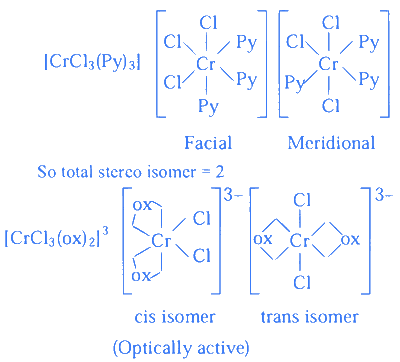 Cl
Cl Cl
Cl Py Cl Py
[CrCl₃(Py)₃] Cr Cr
Cl Py Py Py
Py Cl
Facial Meridional
So total stereo isomer = 2
3− 3−
ox Cl Cl
[CrCl₃(ox)₂]³ Cr ox Cr ox
ox Cl Cl
cis isomer trans isomer
(Optically active)